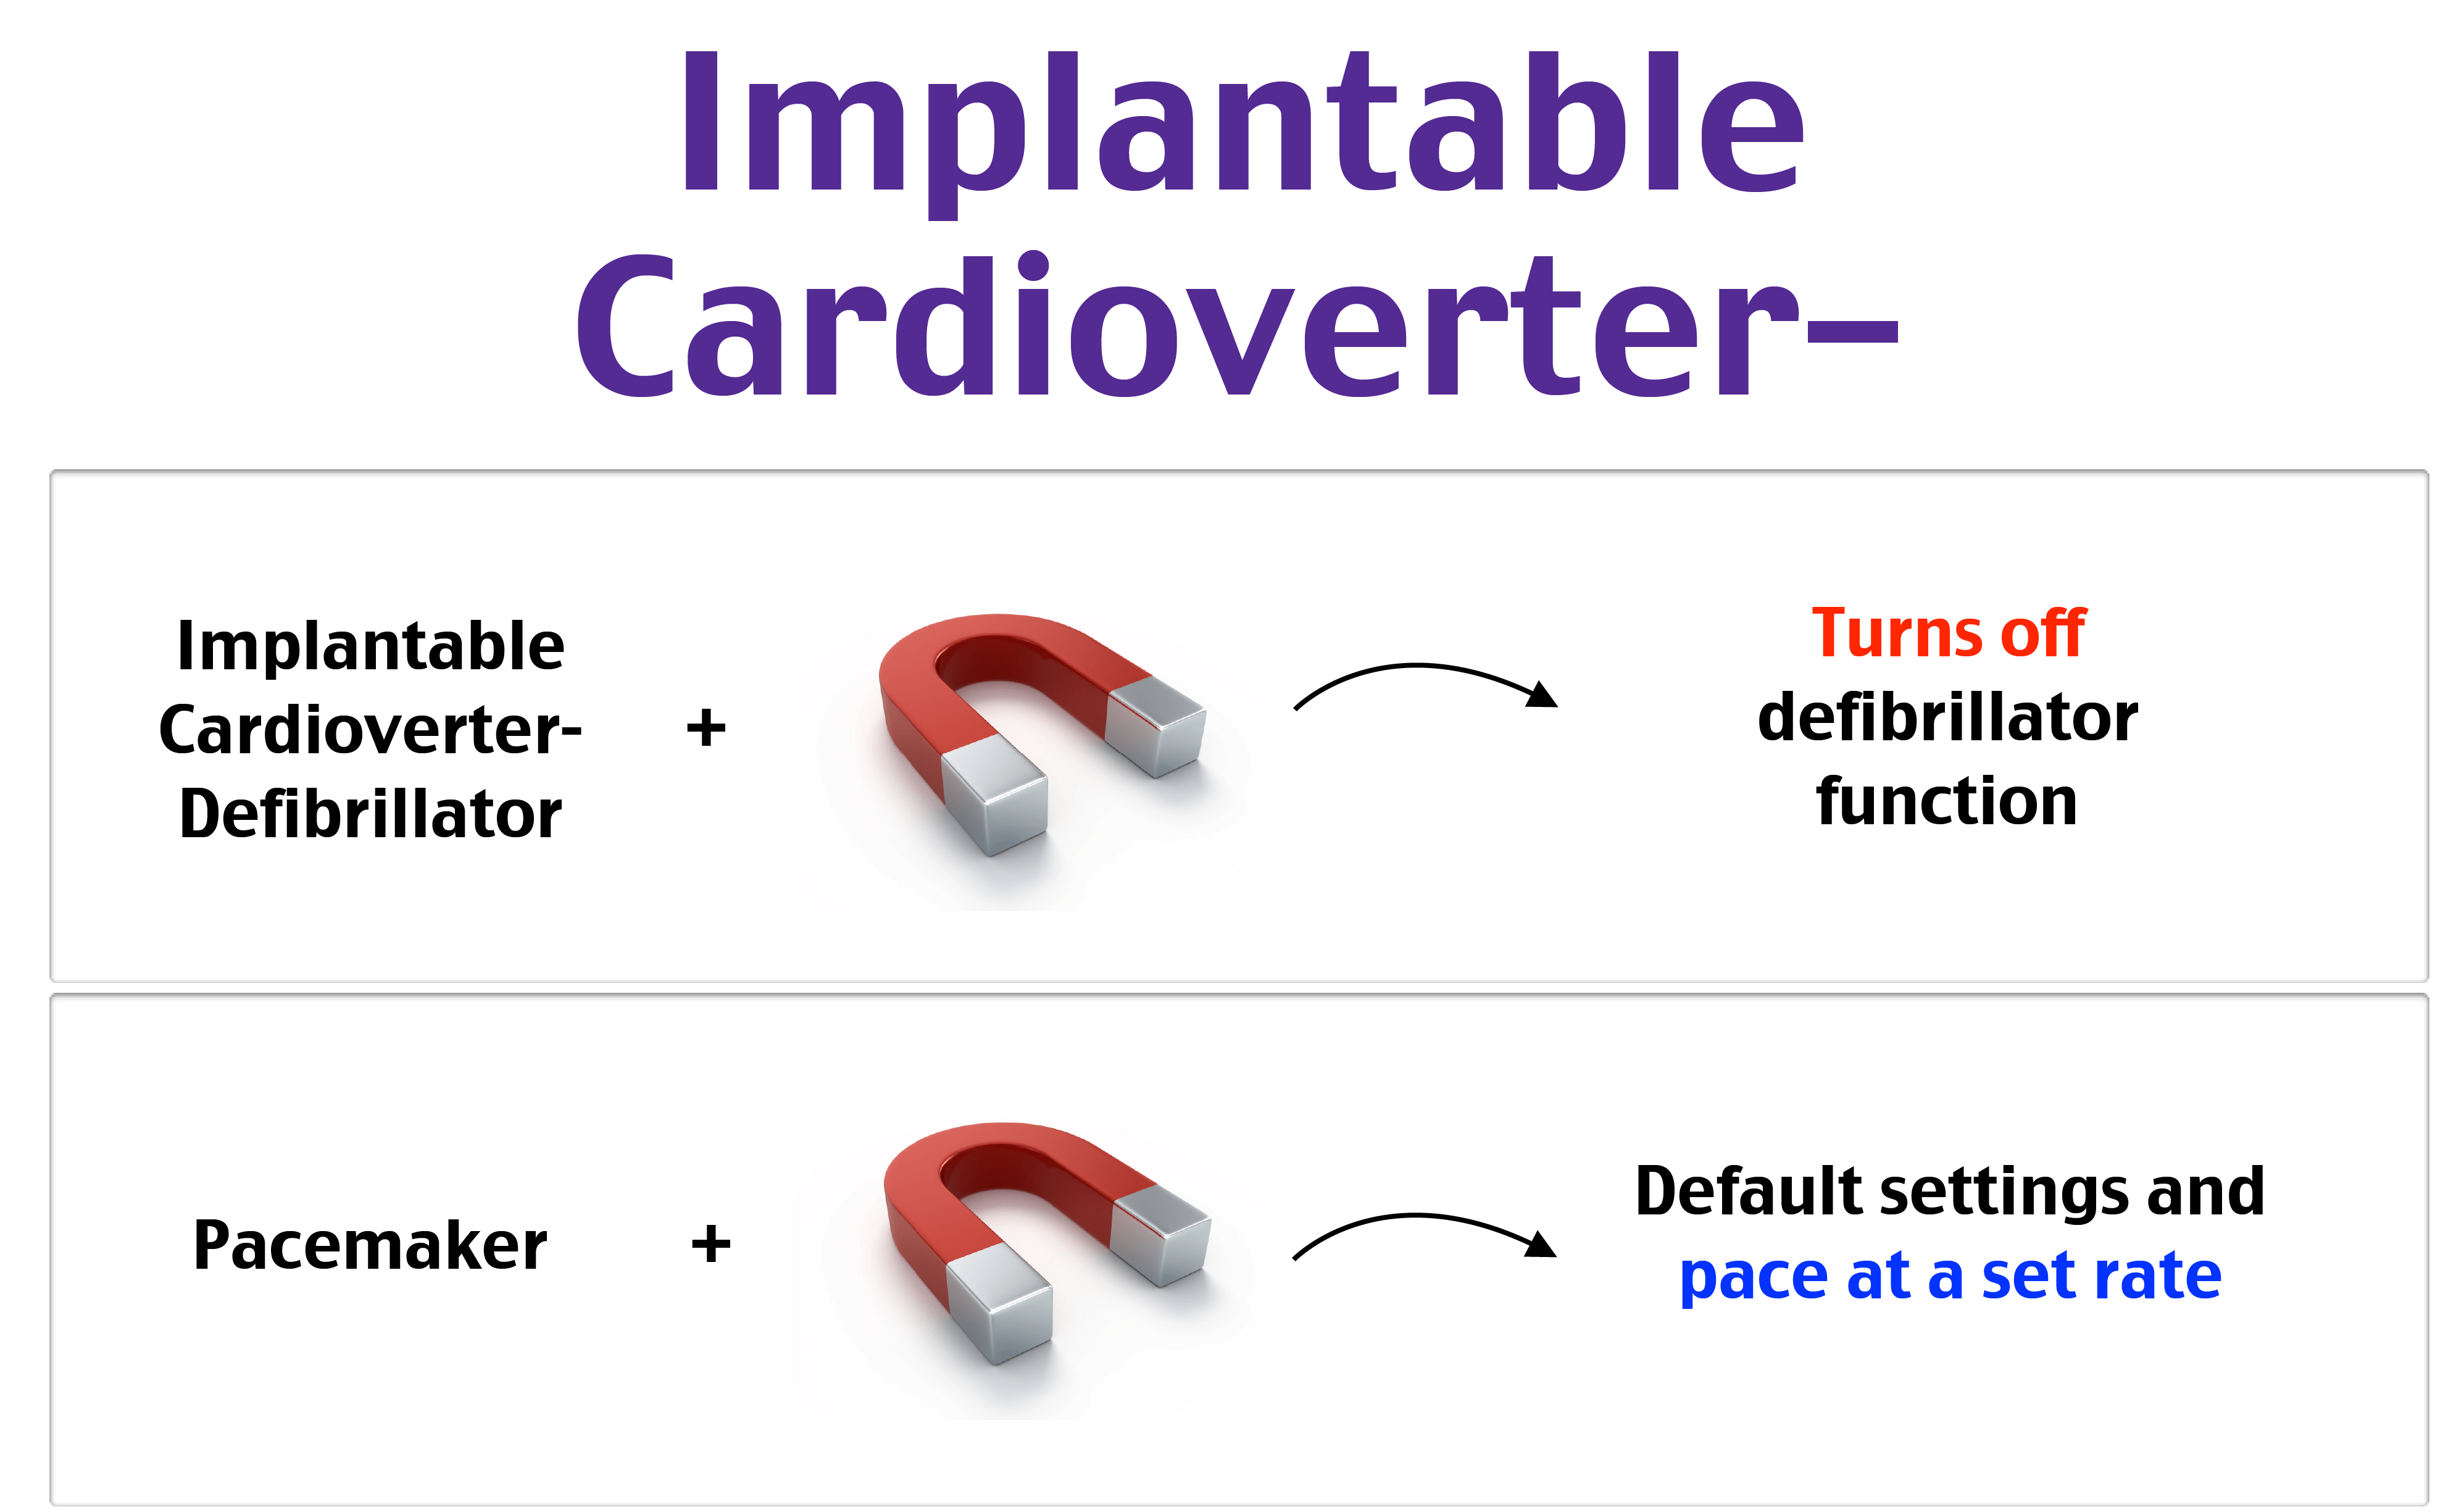 Implantable
Cardioverter-
Implantable
Cardioverter-
Defibrillator
+
Turns off
defibrillator
function
Pacemaker
+
Default settings and
pace at a set rate